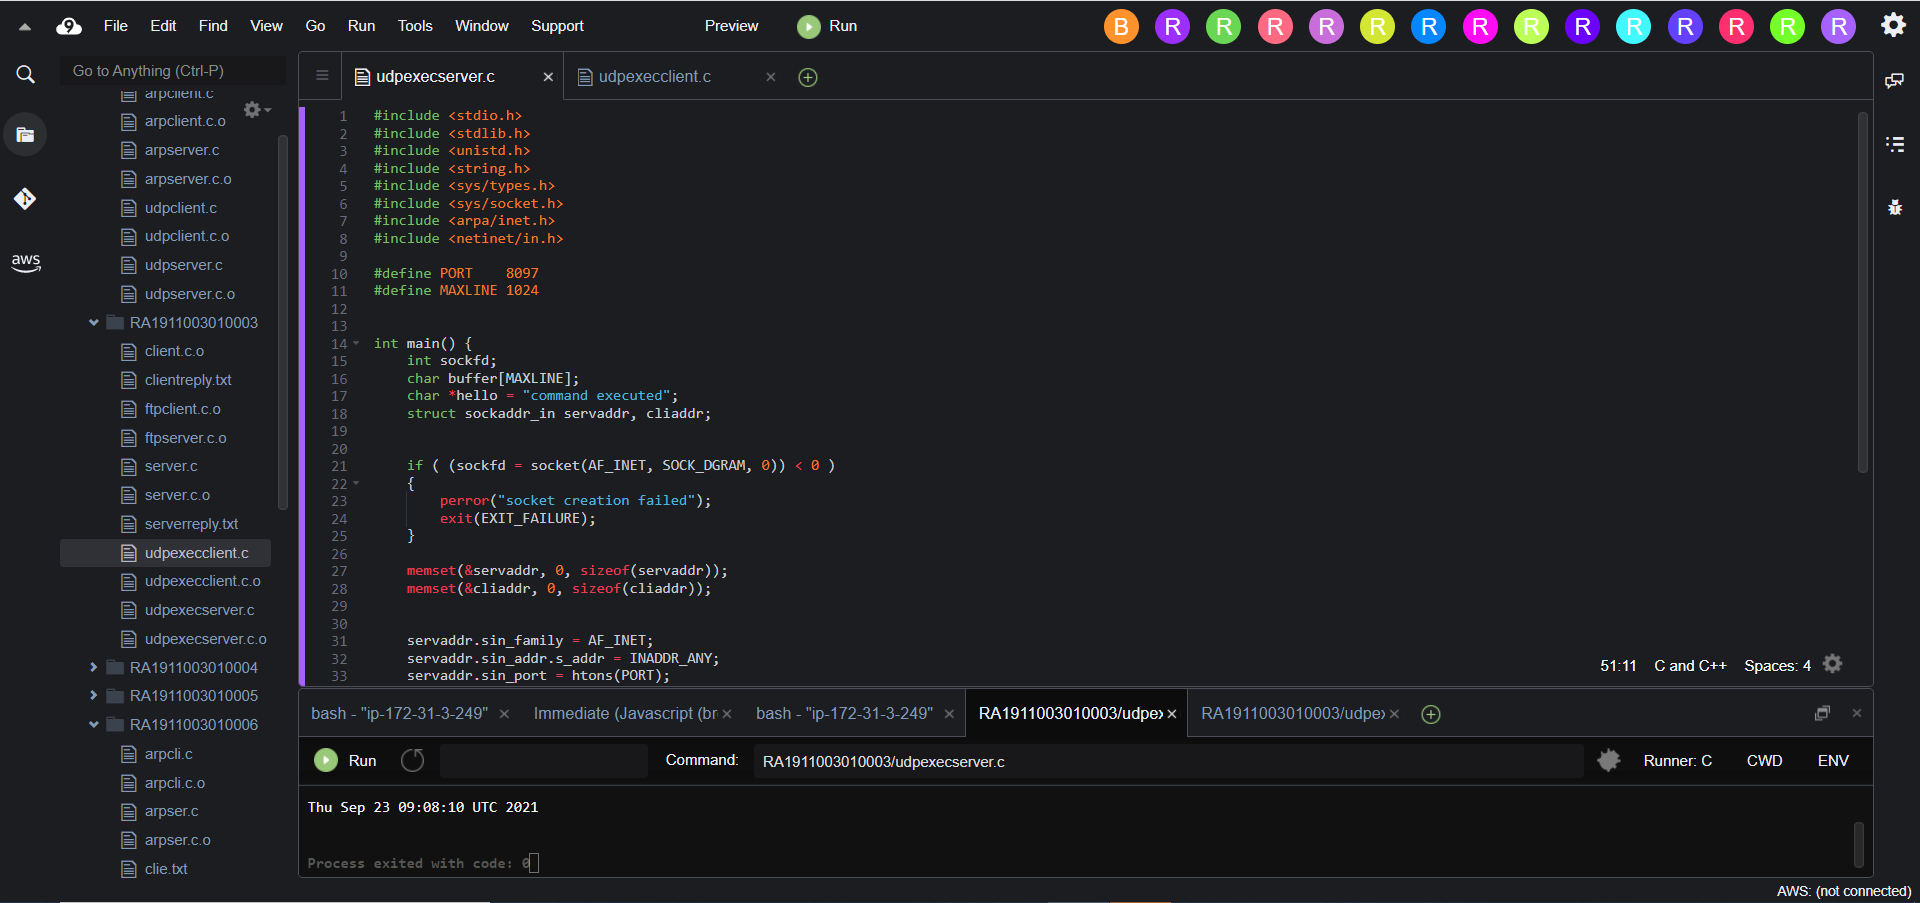 File Edit Find View Go Run Tools Window Support Preview Run B R R R R R R R R R R R R R R
Go to Anything (Ctrl-P)
udpexecserver.c udpexecclient.c
arpclient.c
arpclient.c.o
arpserver.c
arpserver.c.o
udpclient.c
udpclient.c.o
udpserver.c
udpserver.c.o
RA1911003010003
client.c.o
clientreply.txt
ftpclient.c.o
ftpserver.c.o
server.c
server.c.o
serverreply.txt
udpexecclient.c
udpexecclient.c.o
udpexecserver.c
udpexecserver.c.o
RA1911003010004
RA1911003010005
RA1911003010006
arpcli.c
arpcli.c.o
arpser.c
arpser.c.o
clie.txt
aws
1 #include <stdio.h>
2 #include <stdlib.h>
3 #include <unistd.h>
4 #include <string.h>
5 #include <sys/types.h>
6 #include <sys/socket.h>
7 #include <arpa/inet.h>
8 #include <netinet/in.h>
9
10 #define PORT    8097
11 #define MAXLINE 1024
12
13
14 int main() {
15     int sockfd;
16     char buffer[MAXLINE];
17     char *hello = "command executed";
18     struct sockaddr_in servaddr, cliaddr;
19
20
21     if ( (sockfd = socket(AF_INET, SOCK_DGRAM, 0)) < 0 )
22     {
23         perror("socket creation failed");
24         exit(EXIT_FAILURE);
25     }
26
27     memset(&servaddr, 0, sizeof(servaddr));
28     memset(&cliaddr, 0, sizeof(cliaddr));
29
30
31     servaddr.sin_family = AF_INET;
32     servaddr.sin_addr.s_addr = INADDR_ANY;
33     servaddr.sin_port = htons(PORT);
51:11 C and C++ Spaces: 4
bash - "ip-172-31-3-249" Immediate (Javascript (br bash - "ip-172-31-3-249" RA1911003010003/udpex RA1911003010003/udpex
Run Command: RA1911003010003/udpexecserver.c Runner: C CWD ENV
Thu Sep 23 09:08:10 UTC 2021
Process exited with code: 0
AWS: (not connected)